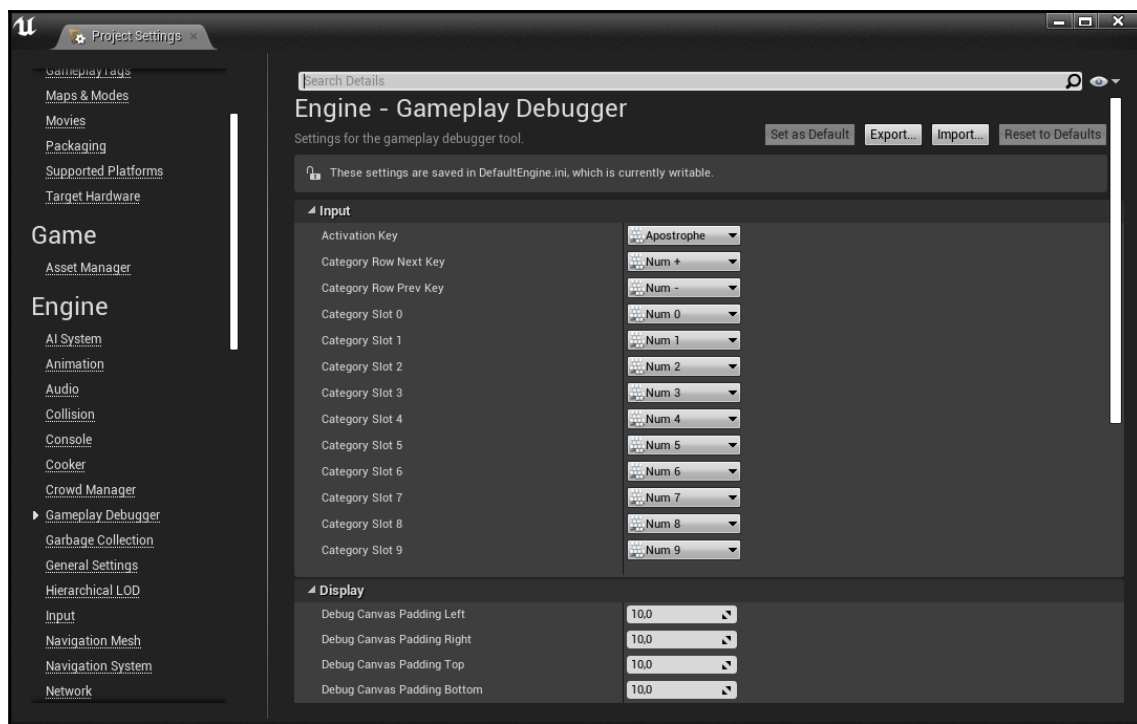 Project Settings
GameplayTags
Maps & Modes
Movies
Packaging
Supported Platforms
Target Hardware
Game
Asset Manager
Engine
AI System
Animation
Audio
Collision
Console
Cooker
Crowd Manager
Gameplay Debugger
Garbage Collection
General Settings
Hierarchical LOD
Input
Navigation Mesh
Navigation System
Network
Search Details
Engine - Gameplay Debugger
Settings for the gameplay debugger tool.
Set as Default Export... Import... Reset to Defaults
These settings are saved in DefaultEngine.ini, which is currently writable.
Input
Activation Key Apostrophe
Category Row Next Key Num +
Category Row Prev Key Num -
Category Slot 0 Num 0
Category Slot 1 Num 1
Category Slot 2 Num 2
Category Slot 3 Num 3
Category Slot 4 Num 4
Category Slot 5 Num 5
Category Slot 6 Num 6
Category Slot 7 Num 7
Category Slot 8 Num 8
Category Slot 9 Num 9
Display
Debug Canvas Padding Left 10,0
Debug Canvas Padding Right 10,0
Debug Canvas Padding Top 10,0
Debug Canvas Padding Bottom 10,0